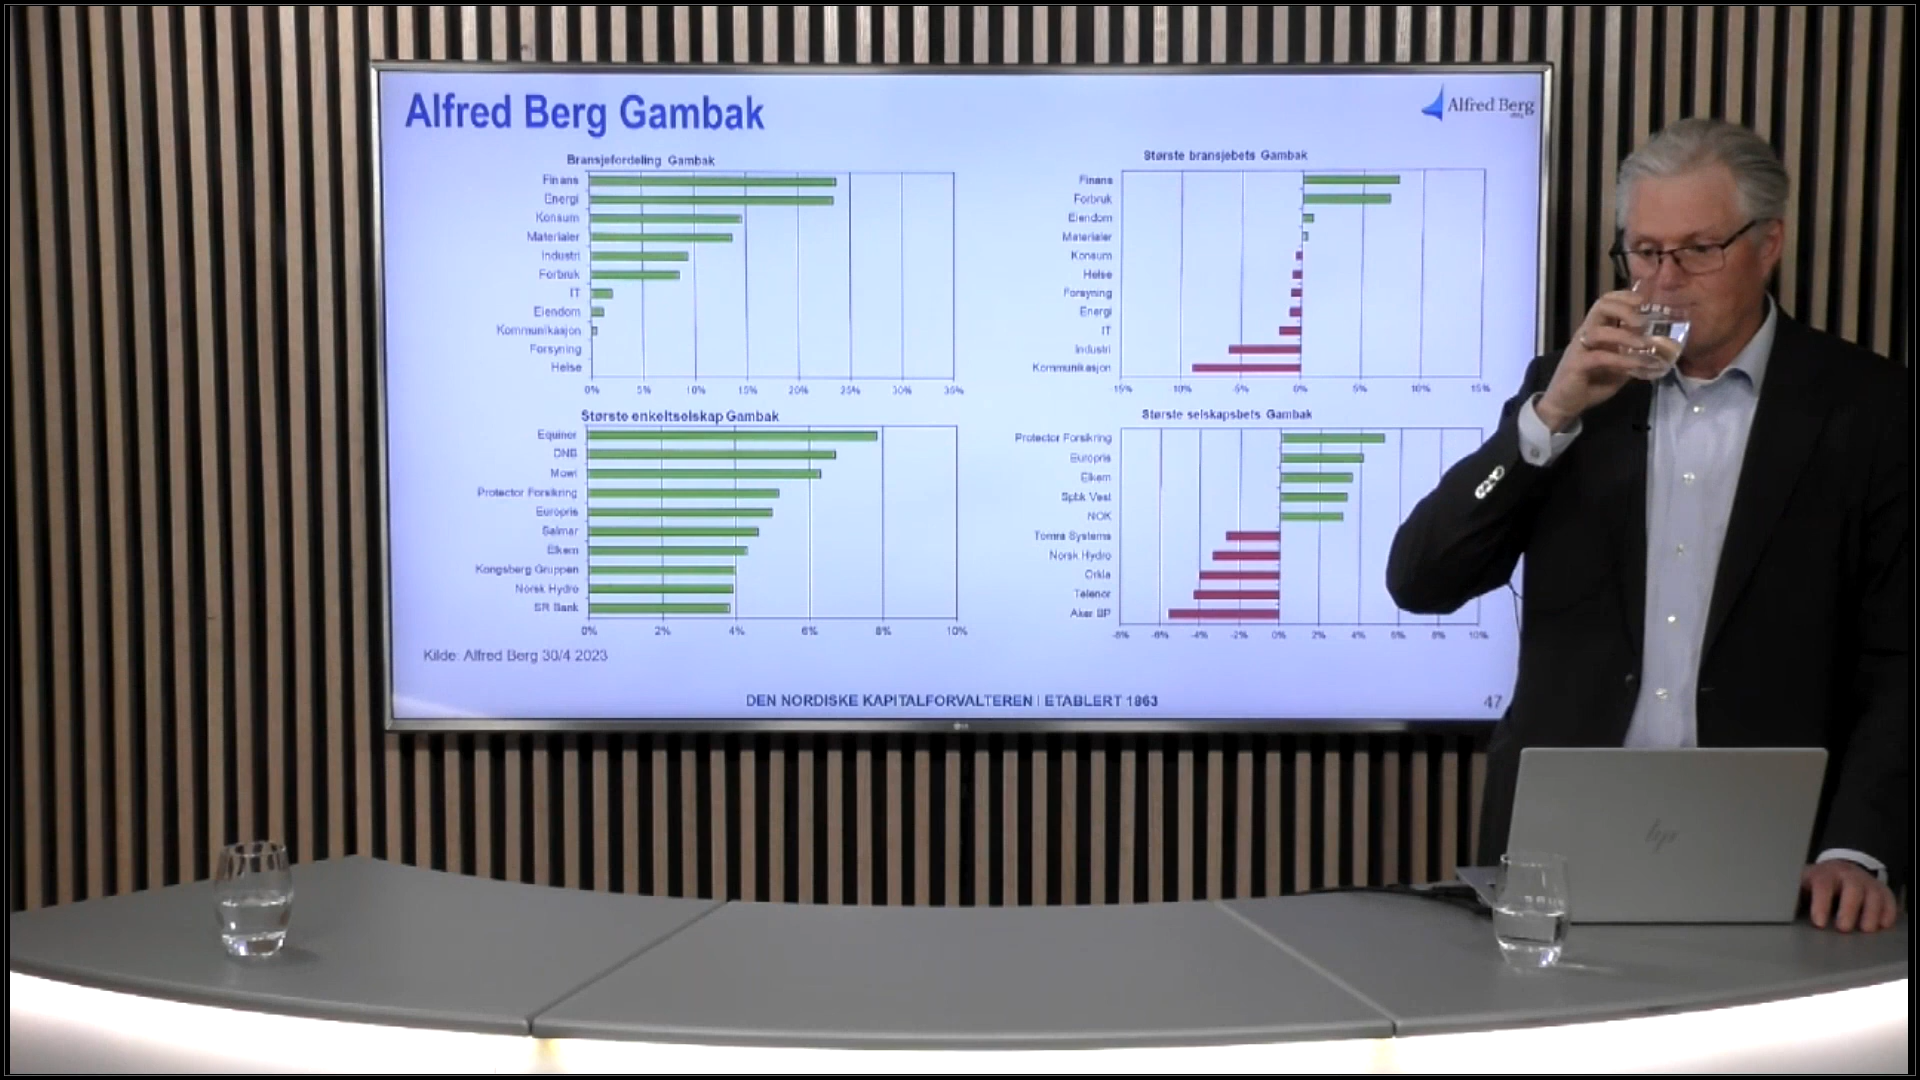 Alfred Berg Gambak
Alfred Berg
Bransjefordeling Gambak
Finans
Energi
Konsum
Materialer
Industri
Forbruk
IT
Eiendom
Kommunikasjon
Forsyning
Helse
0% 5% 10% 15% 20% 25% 30% 35%
Største bransjebets Gambak
Finans
Forbruk
Eiendom
Materialer
Konsum
Helse
Forsyning
Energi
IT
Industri
Kommunikasjon
-15% -5% 0% 5% 10% 15%
Største enkeltselskap Gambak
Equinor
DNB
Mowi
Protector Forsikring
Europris
Salmar
Elkem
Kongsberg Gruppen
Norsk Hydro
SR Bank
0% 2% 4% 6% 8% 10%
Største selskapsbets Gambak
Protector Forsikring
Europris
Elkem
Spbk Vest
NOK
Tomra Systems
Norsk Hydro
Orkla
Telenor
Aker BP
-8% -6% -4% -2% 0% 2% 4% 6% 8% 10%
Kilde: Alfred Berg 30/4 2023
DEN NORDISKE KAPITALFORVALTEREN | ETABLERT 1863
47
LG
hp